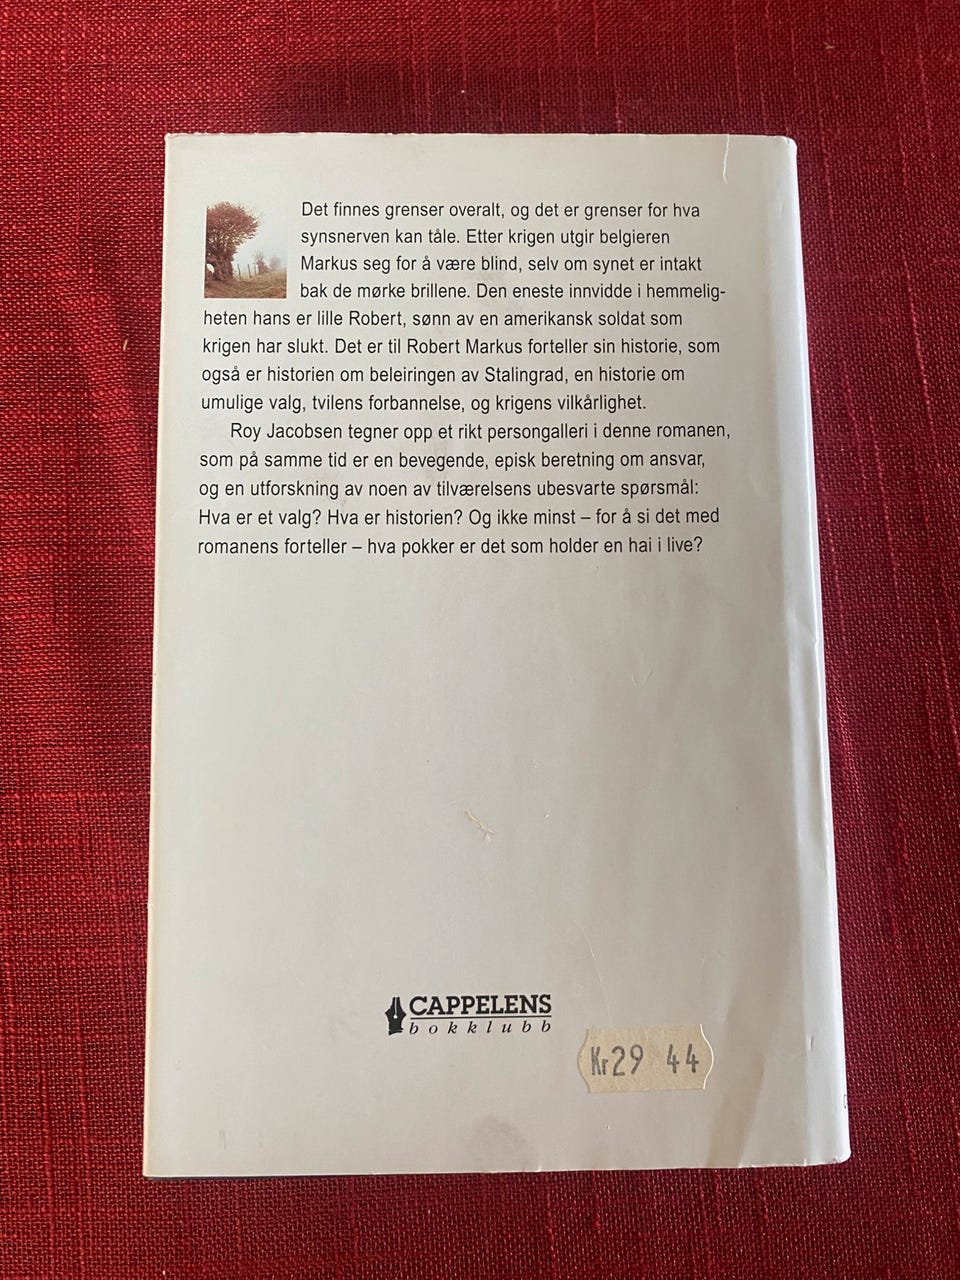 Det finnes grenser overalt, og det er grenser for hva
synsnerven kan tåle. Etter krigen utgir belgieren
Markus seg for å være blind, selv om synet er intakt
bak de mørke brillene. Den eneste innvidde i hemmelig-
heten hans er lille Robert, sønn av en amerikansk soldat som
krigen har slukt. Det er til Robert Markus forteller sin historie, som
også er historien om beleiringen av Stalingrad, en historie om
umulige valg, tvilens forbannelse, og krigens vilkårlighet.
Roy Jacobsen tegner opp et rikt persongalleri i denne romanen,
som på samme tid er en bevegende, episk beretning om ansvar,
og en utforskning av noen av tilværelsens ubesvarte spørsmål:
Hva er et valg? Hva er historien? Og ikke minst – for å si det med
romanens forteller – hva pokker er det som holder en hai i live?
CAPPELENS
bokklubb
Kr29 44